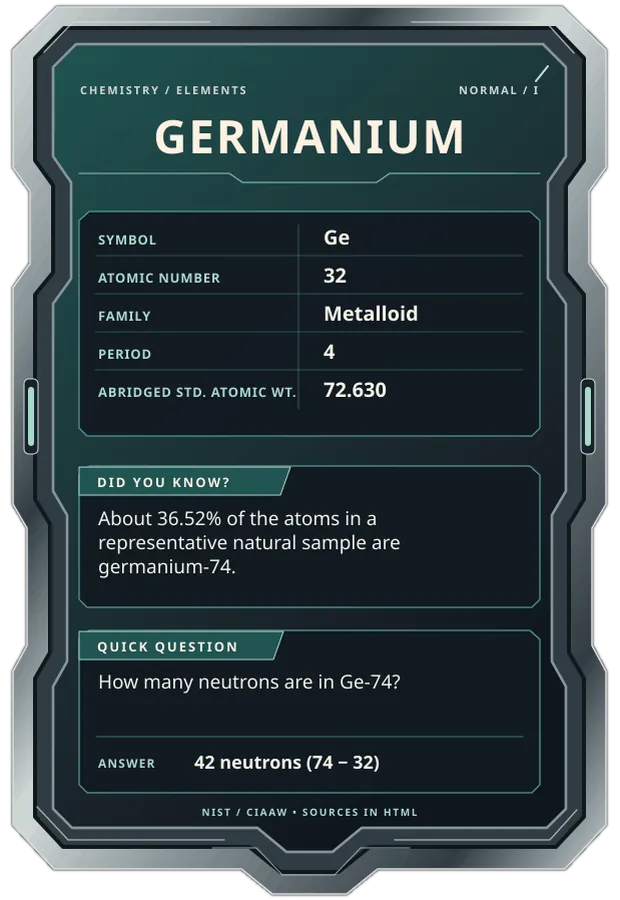 CHEMISTRY / ELEMENTS
NORMAL / I
GERMANIUM
SYMBOL Ge
ATOMIC NUMBER 32
FAMILY Metalloid
PERIOD 4
ABRIDGED STD. ATOMIC WT. 72.630
DID YOU KNOW?
About 36.52% of the atoms in a
representative natural sample are
germanium-74.
QUICK QUESTION
How many neutrons are in Ge-74?
ANSWER 42 neutrons (74 − 32)
NIST / CIAAW • SOURCES IN HTML